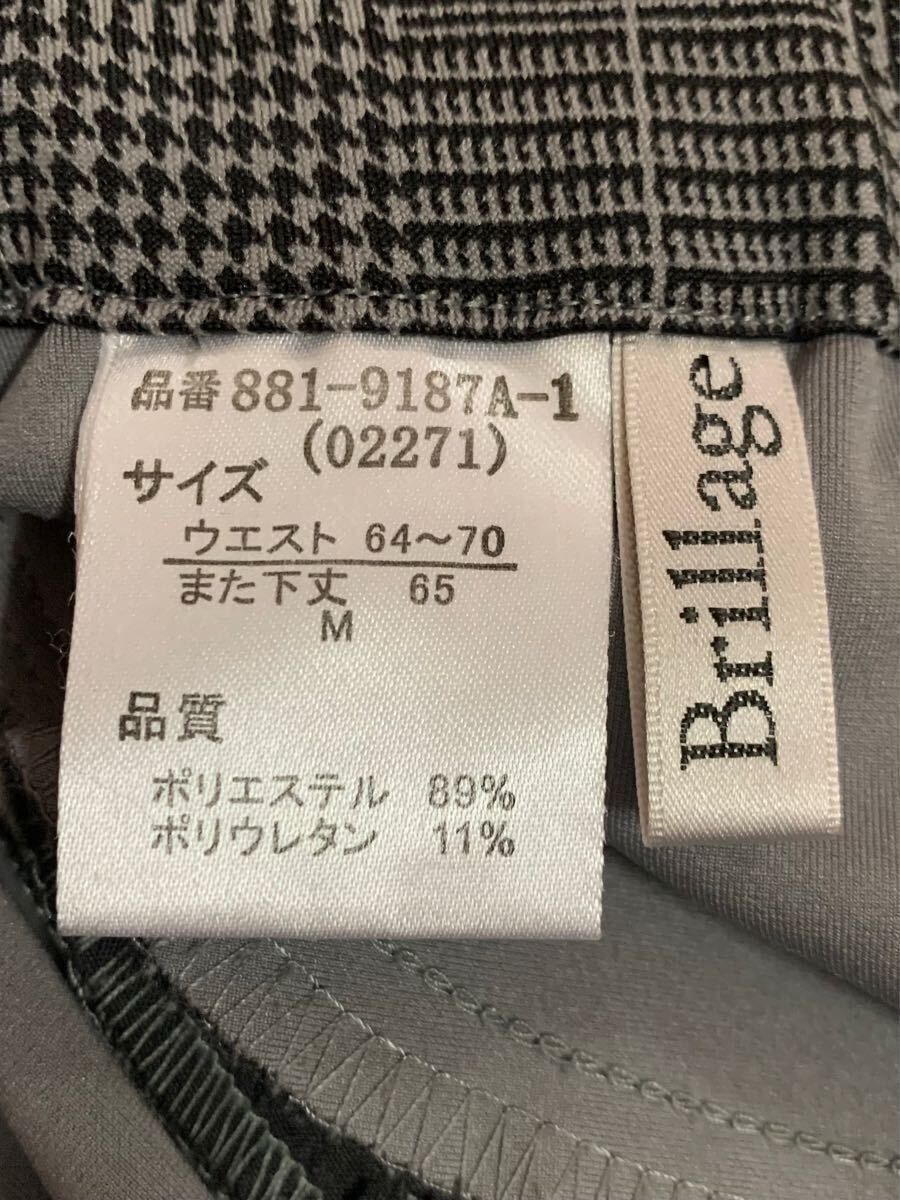 品番881-9187A-1
(02271)
サイズ
ウエスト 64～70
また下丈 65
M
品質
ポリエステル 89%
ポリウレタン 11%
Brillage